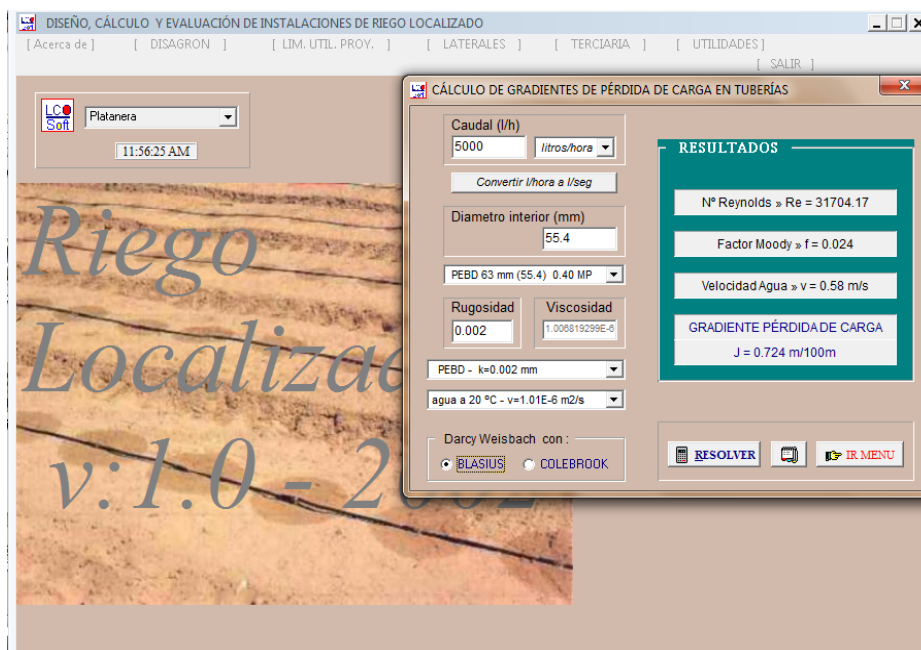 DISEÑO, CÁLCULO Y EVALUACIÓN DE INSTALACIONES DE RIEGO LOCALIZADO
[ Acerca de ] [ DISAGRON ] [ LIM. UTIL. PROY. ] [ LATERALES ] [ TERCIARIA ] [ UTILIDADES ]
[ SALIR ]
LC
Soft
Platanera
11:56:25 AM
Riego
Localizad
v:1.0 - 2002
CÁLCULO DE GRADIENTES DE PÉRDIDA DE CARGA EN TUBERÍAS
Caudal (l/h)
5000 litros/hora
Convertir l/hora a l/seg
Diametro interior (mm)
55.4
PEBD 63 mm (55.4) 0.40 MP
Rugosidad Viscosidad
0.002 1.006819299E-6
PEBD - k=0.002 mm
agua a 20 ºC - v=1.01E-6 m2/s
Darcy Weisbach con :
BLASIUS COLEBROOK
RESULTADOS
Nº Reynolds » Re = 31704.17
Factor Moody » f = 0.024
Velocidad Agua » v = 0.58 m/s
GRADIENTE PÉRDIDA DE CARGA
J = 0.724 m/100m
RESOLVER IR MENU